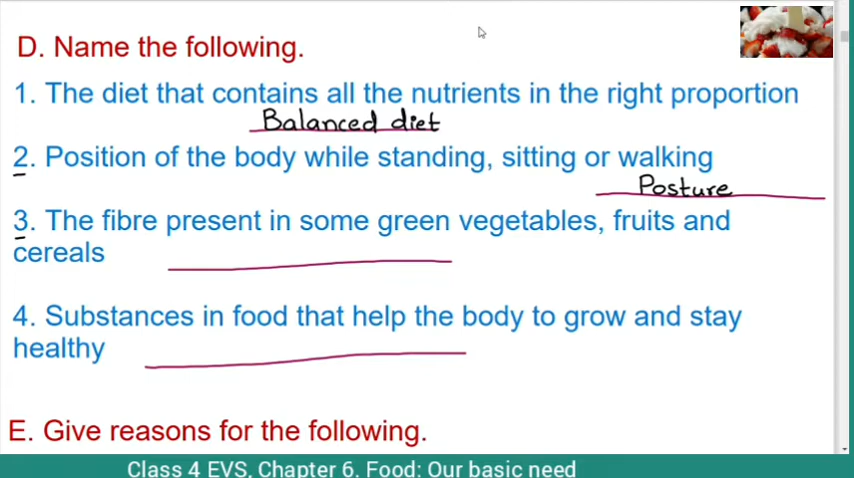 D. Name the following.
1. The diet that contains all the nutrients in the right proportion
Balanced diet
2. Position of the body while standing, sitting or walking
Posture
3. The fibre present in some green vegetables, fruits and
cereals
4. Substances in food that help the body to grow and stay
healthy
E. Give reasons for the following.
Class 4 EVS, Chapter 6. Food: Our basic need